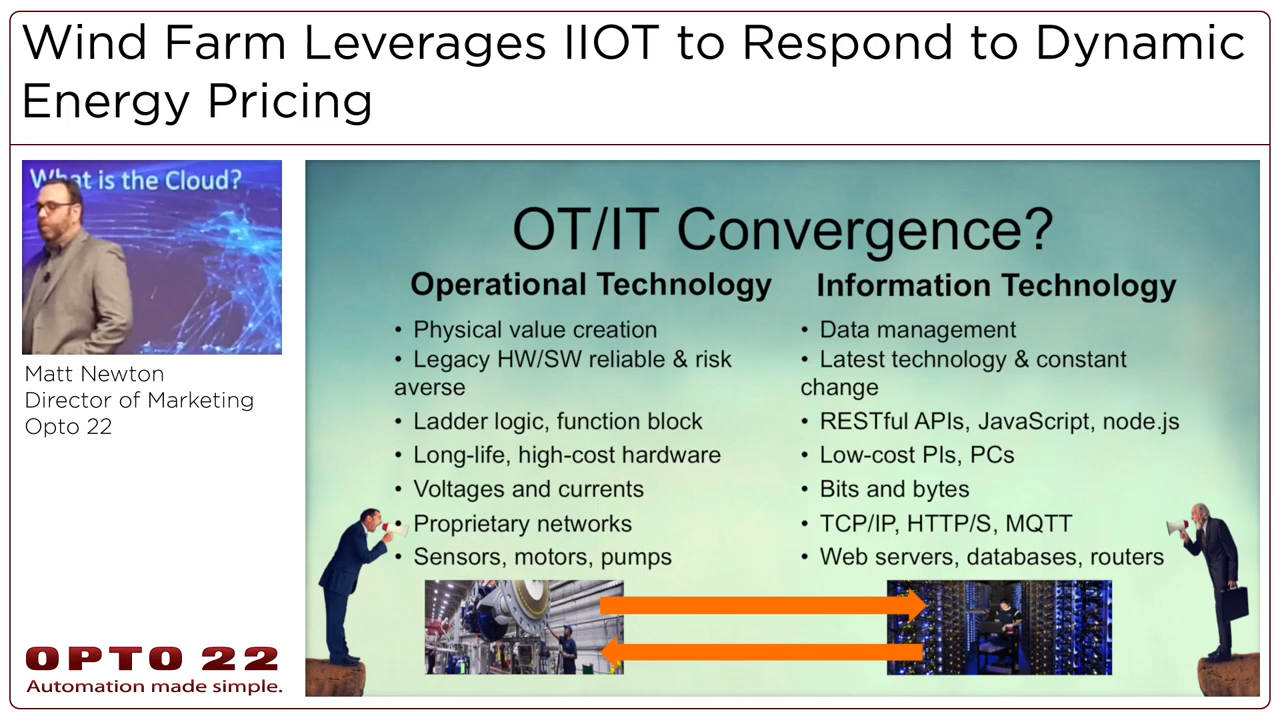 Wind Farm Leverages IIOT to Respond to Dynamic
Energy Pricing
What is the Cloud?
Matt Newton
Director of Marketing
Opto 22
OPTO 22
Automation made simple.
OT/IT Convergence?
Operational Technology
• Physical value creation
• Legacy HW/SW reliable & risk
averse
• Ladder logic, function block
• Long-life, high-cost hardware
• Voltages and currents
• Proprietary networks
• Sensors, motors, pumps
Information Technology
• Data management
• Latest technology & constant
change
• RESTful APIs, JavaScript, node.js
• Low-cost PIs, PCs
• Bits and bytes
• TCP/IP, HTTP/S, MQTT
• Web servers, databases, routers